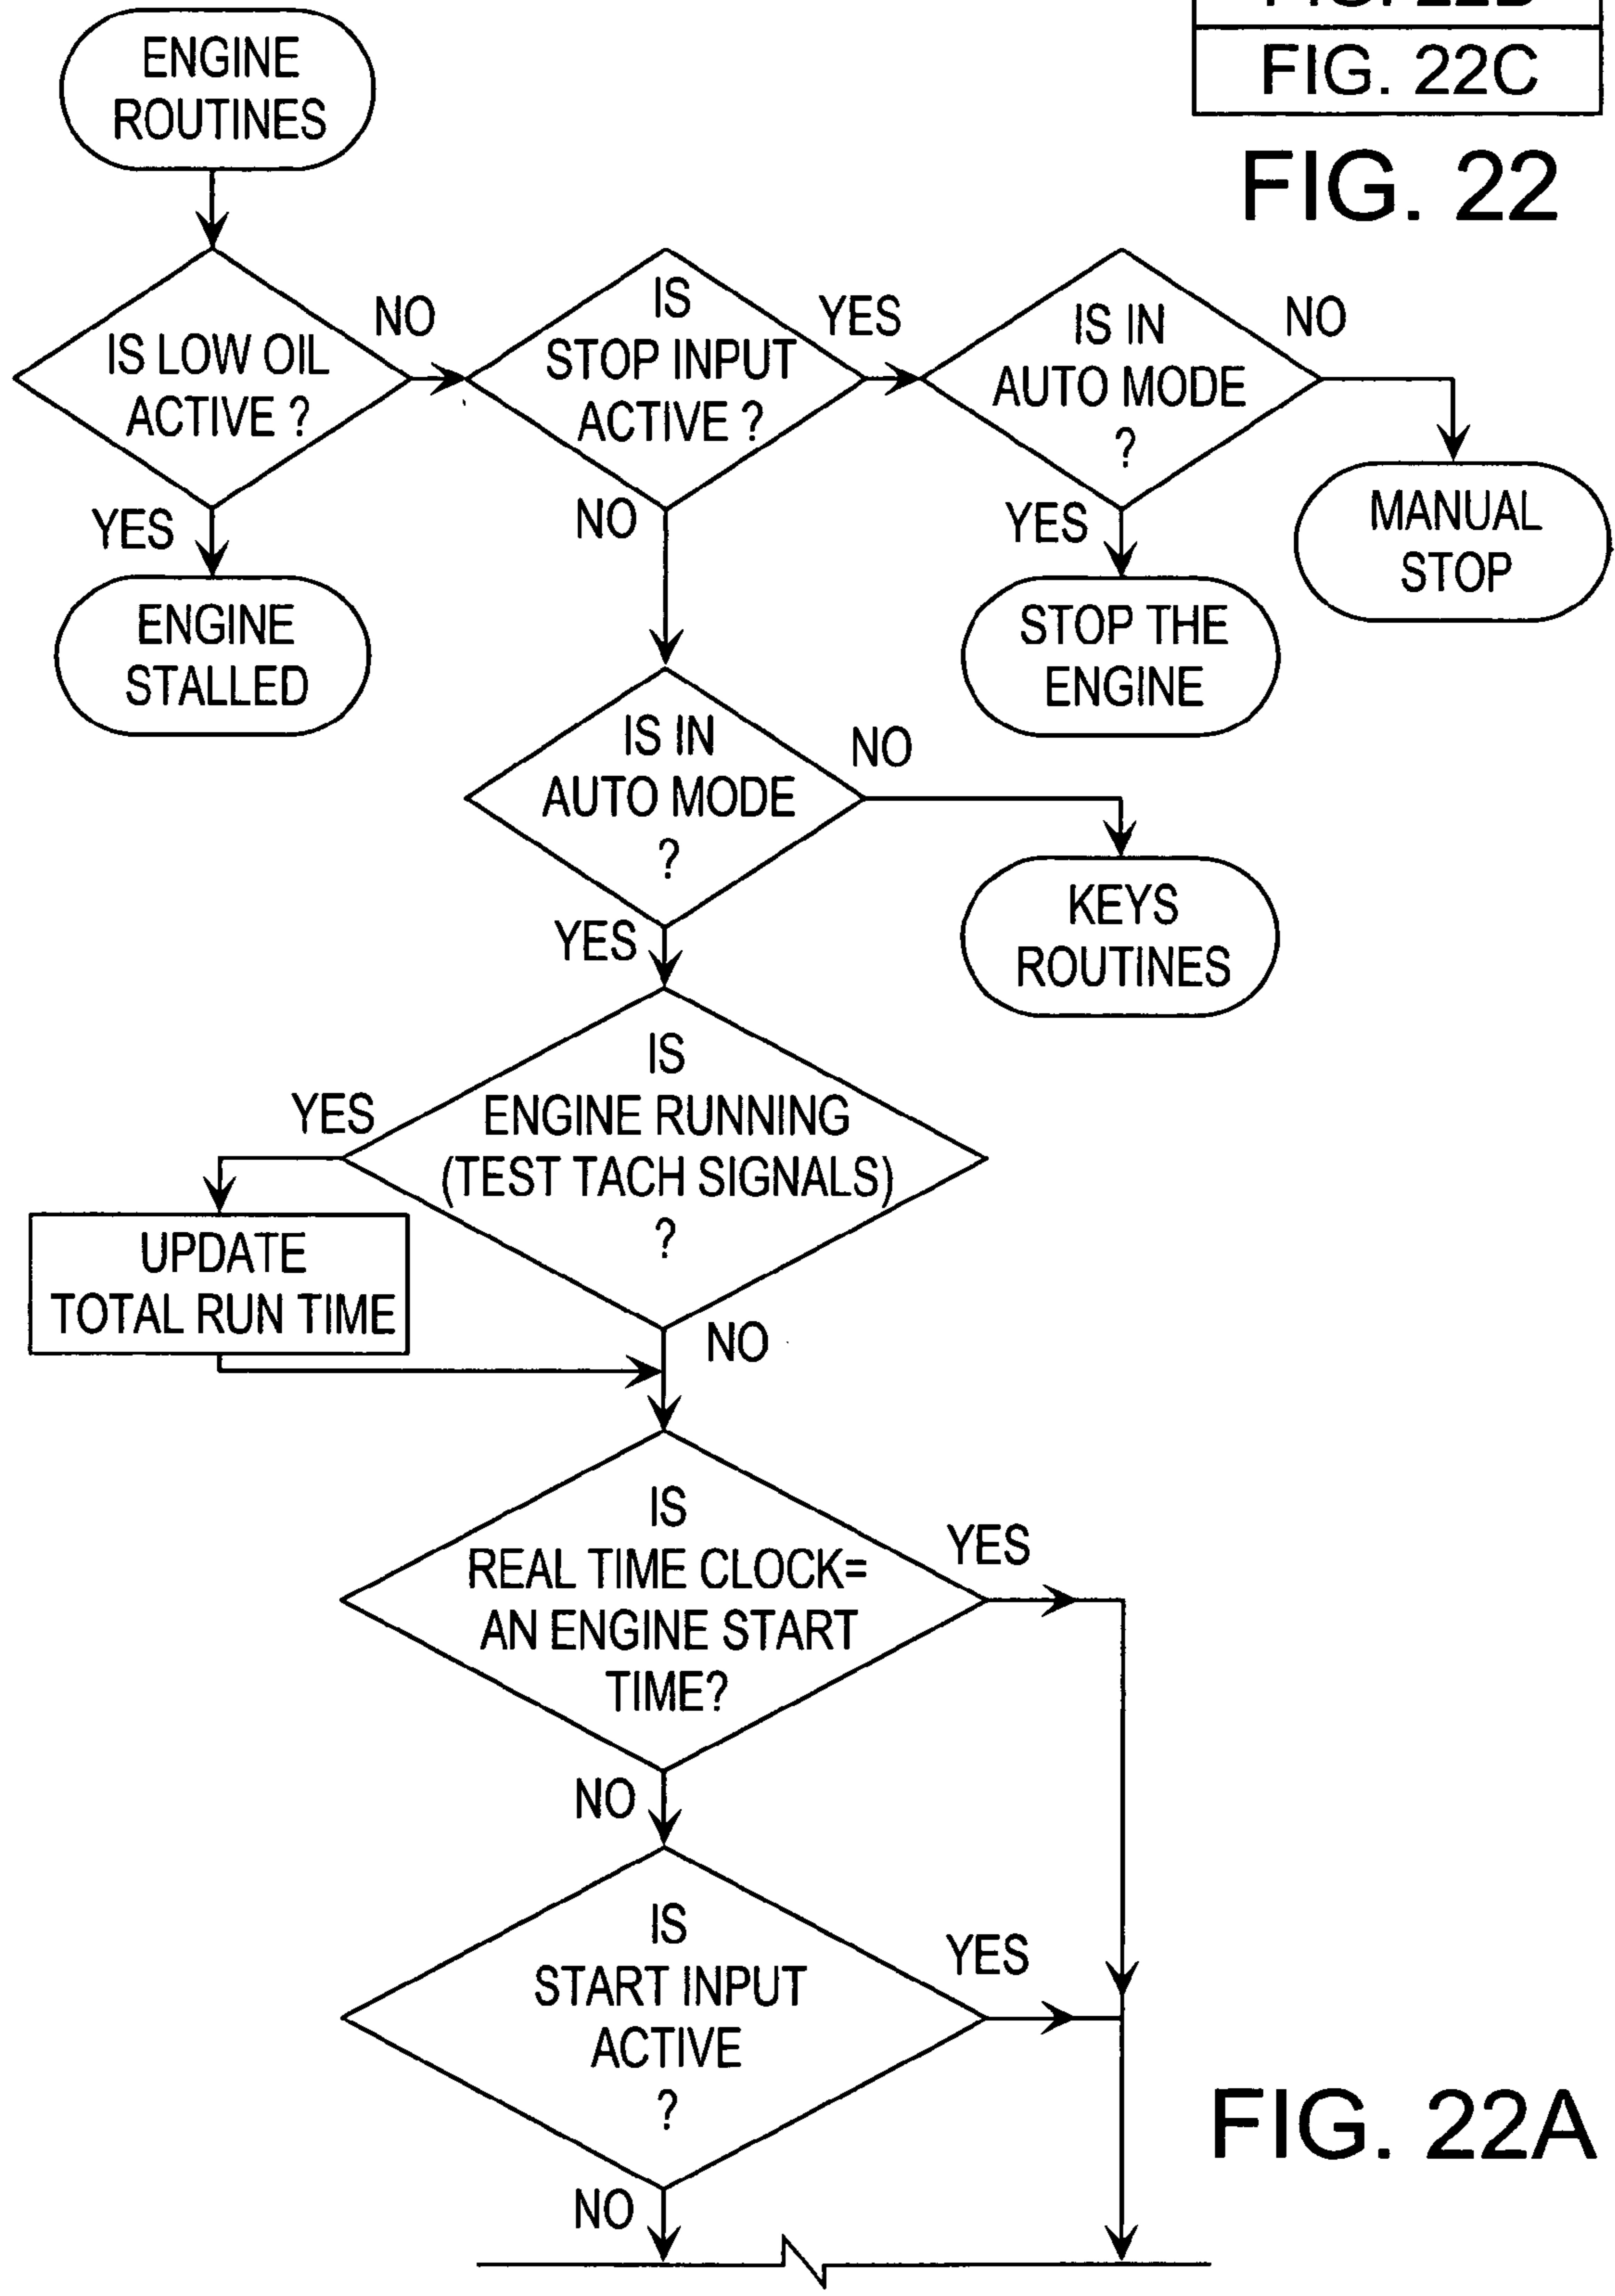 FIG. 22C
FIG. 22
ENGINE
ROUTINES
IS LOW OIL
ACTIVE ?
NO
YES
ENGINE
STALLED
IS
STOP INPUT
ACTIVE ?
YES
NO
IS IN
AUTO MODE
?
NO
YES
MANUAL
STOP
STOP THE
ENGINE
IS IN
AUTO MODE
?
NO
YES
KEYS
ROUTINES
IS
ENGINE RUNNING
(TEST TACH SIGNALS)
?
YES
NO
UPDATE
TOTAL RUN TIME
IS
REAL TIME CLOCK=
AN ENGINE START
TIME?
YES
NO
IS
START INPUT
ACTIVE
?
YES
NO
FIG. 22A